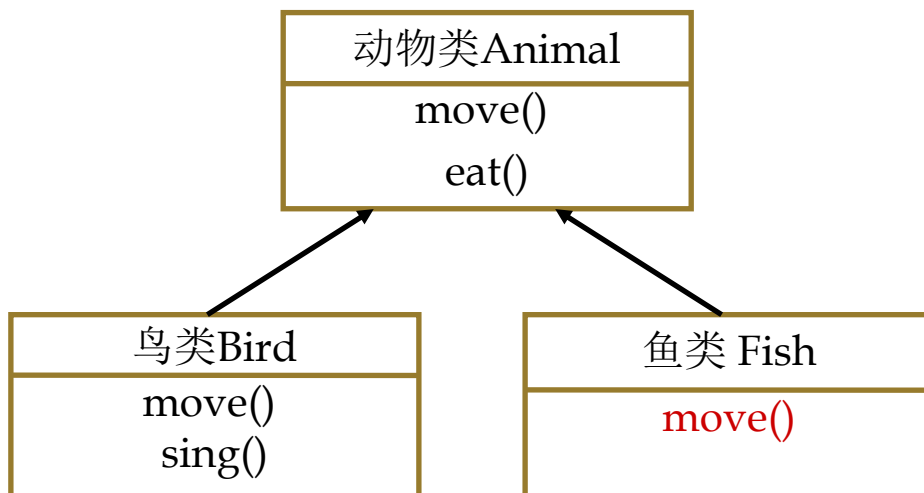 动物类Animal
move()
eat()
鸟类Bird
move()
sing()
鱼类 Fish
move()